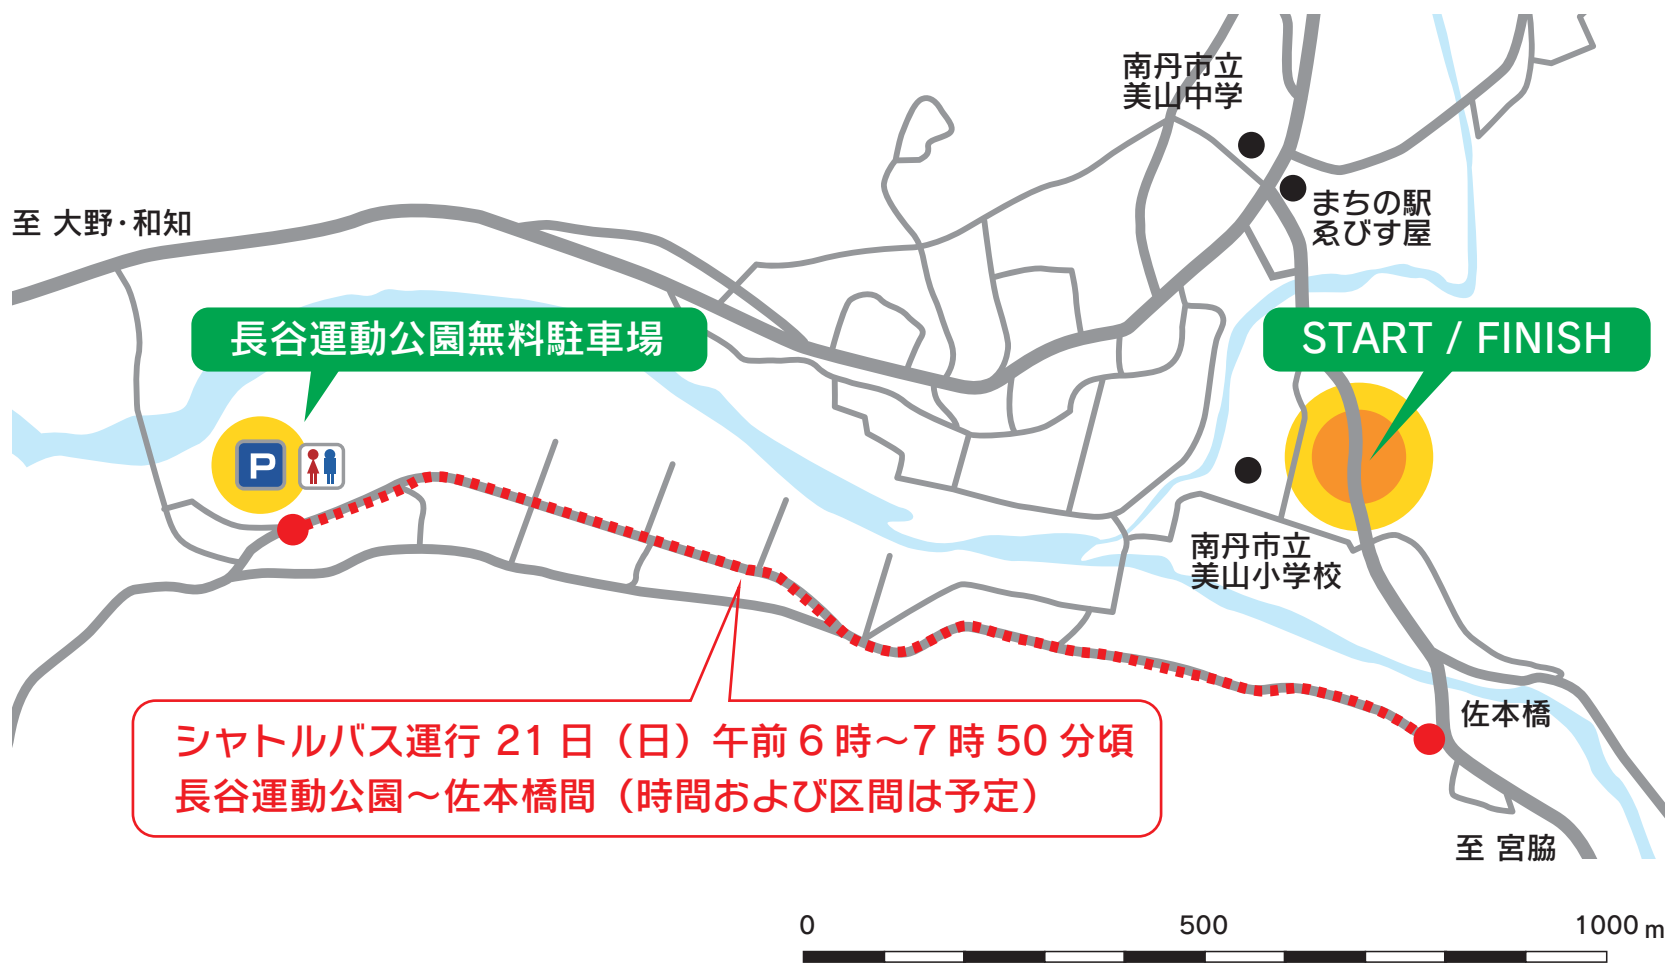 南丹市立
美山中学
まちの駅
ゑびす屋
至 大野・和知
長谷運動公園無料駐車場
START / FINISH
P
南丹市立
美山小学校
佐本橋
シャトルバス運行 21 日（日）午前 6 時〜7 時 50 分頃
長谷運動公園〜佐本橋間（時間および区間は予定）
至 宮脇
0 500 1000 m